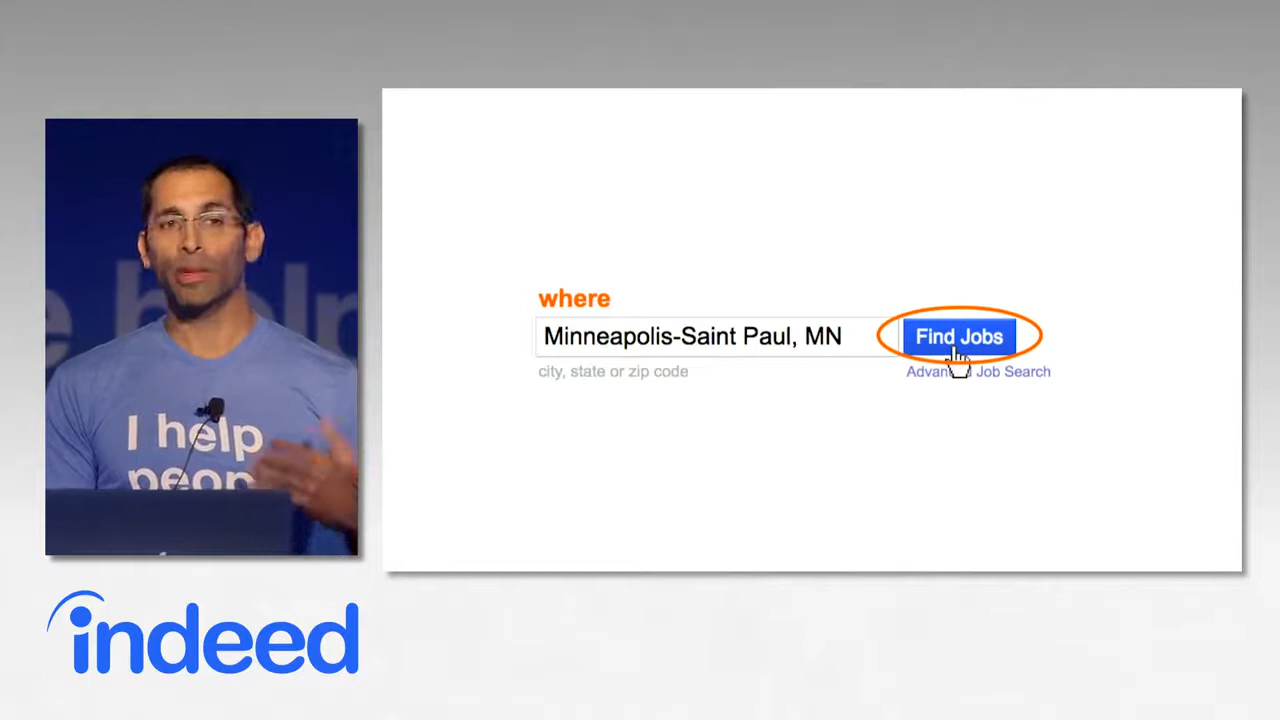 I help
where
Minneapolis-Saint Paul, MN
Find Jobs
city, state or zip code
Job Search
indeed